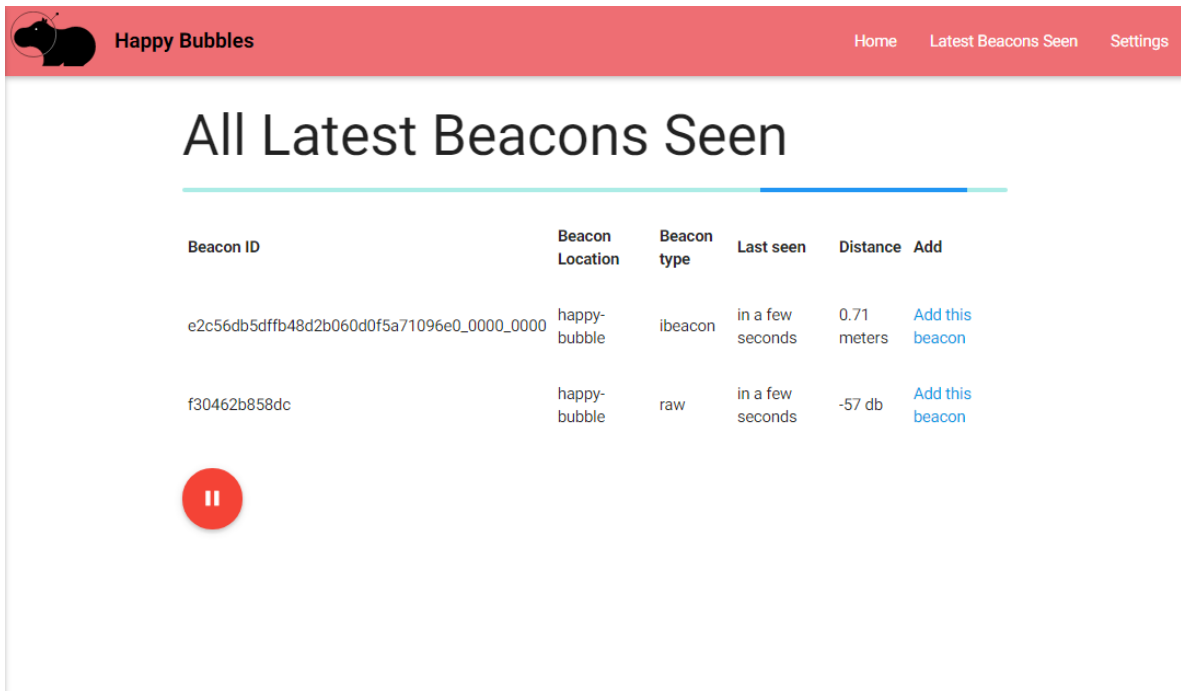 Happy Bubbles
Home Latest Beacons Seen Settings
All Latest Beacons Seen
Beacon ID Beacon Location Beacon type Last seen Distance Add
e2c56db5dffb48d2b060d0f5a71096e0_0000_0000 happy-bubble ibeacon in a few seconds 0.71 meters Add this beacon
f30462b858dc happy-bubble raw in a few seconds -57 db Add this beacon